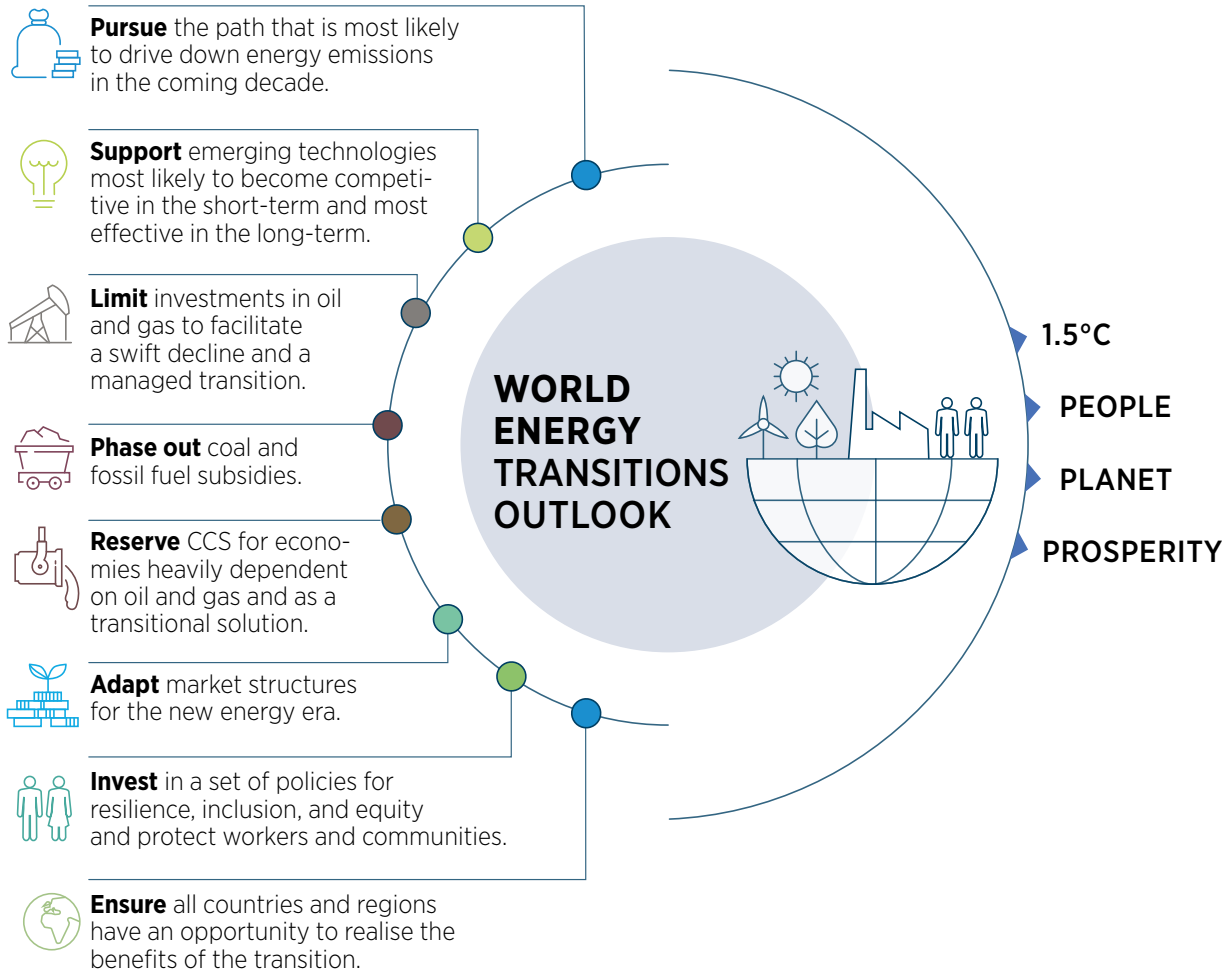 Pursue the path that is most likely
to drive down energy emissions
in the coming decade.
Support emerging technologies
most likely to become competi-
tive in the short-term and most
effective in the long-term.
Limit investments in oil
and gas to facilitate
a swift decline and a
managed transition.
Phase out coal and
fossil fuel subsidies.
Reserve CCS for econo-
mies heavily dependent
on oil and gas and as a
transitional solution.
Adapt market structures
for the new energy era.
Invest in a set of policies for
resilience, inclusion, and equity
and protect workers and communities.
Ensure all countries and regions
have an opportunity to realise the
benefits of the transition.
WORLD
ENERGY
TRANSITIONS
OUTLOOK
1.5°C
PEOPLE
PLANET
PROSPERITY